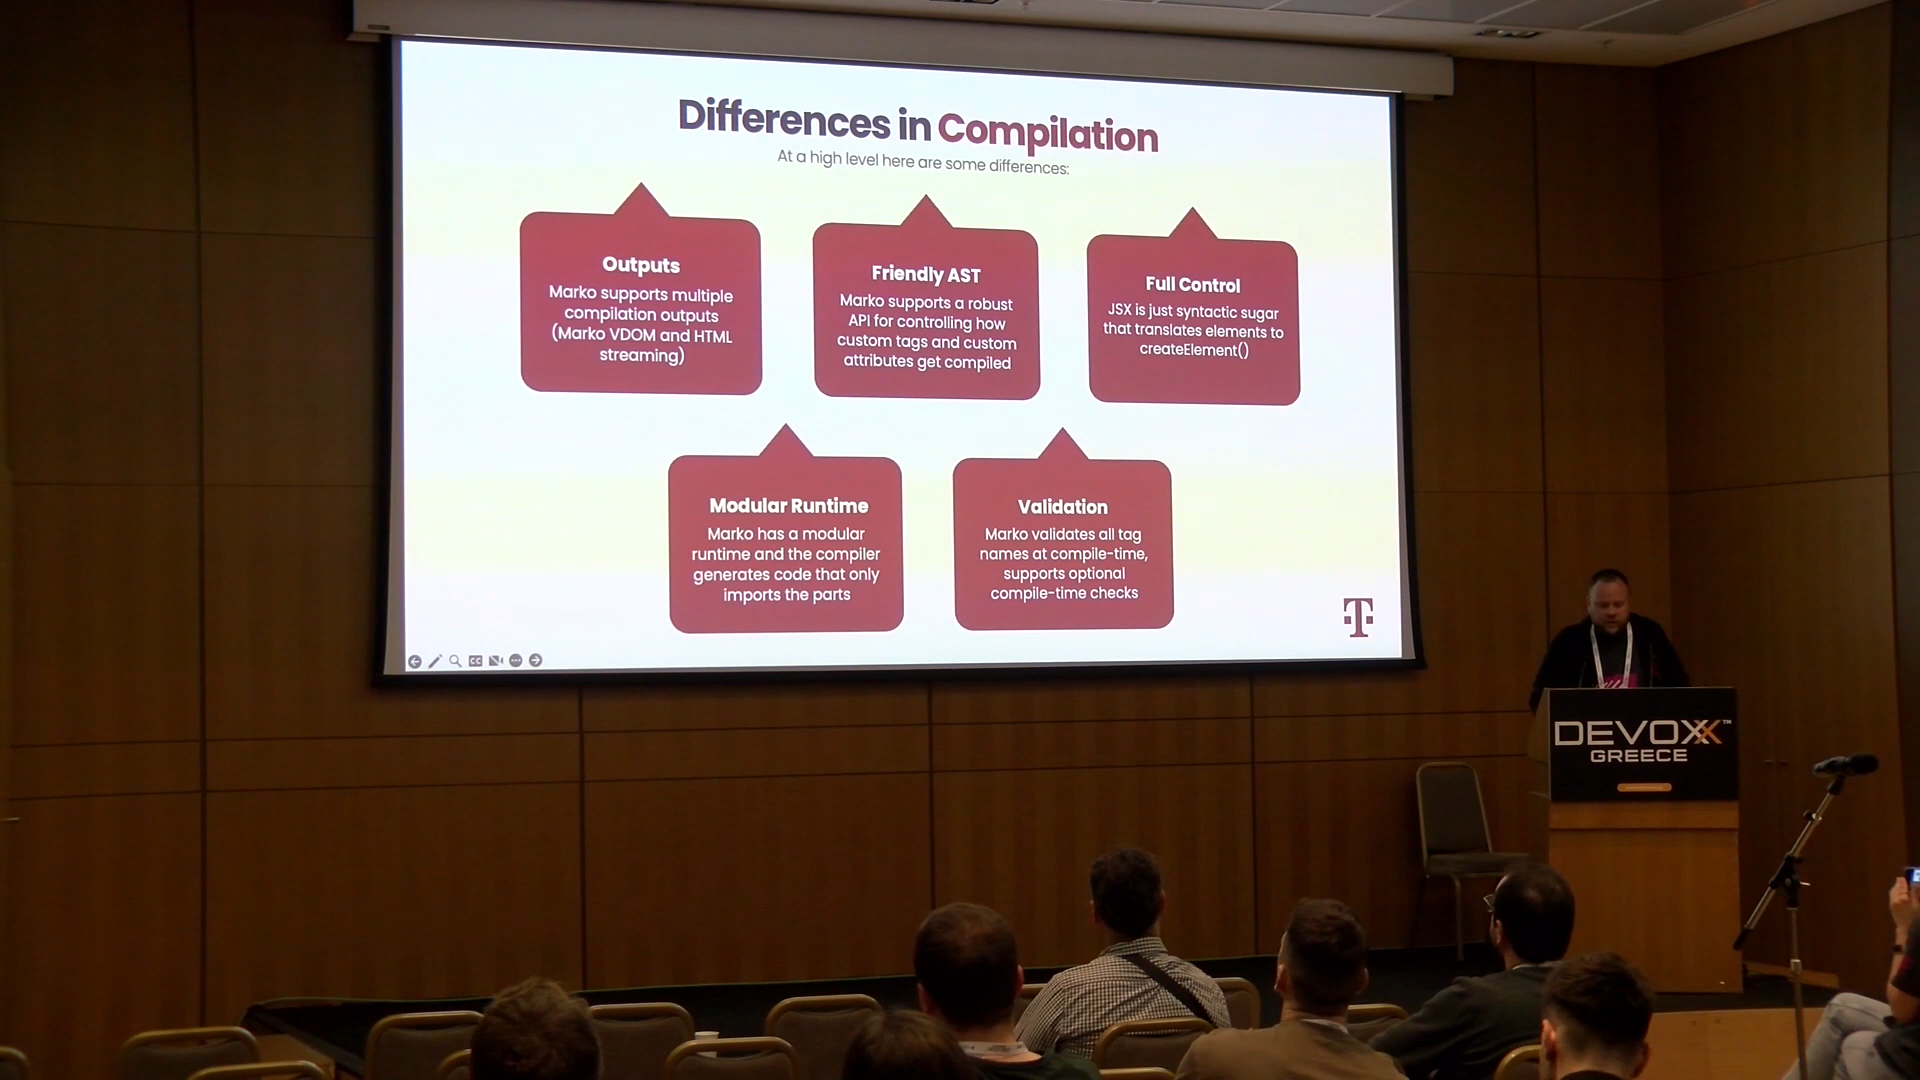 Differences in Compilation
At a high level here are some differences:
Outputs
Marko supports multiple
compilation outputs
(Marko VDOM and HTML
streaming)
Friendly AST
Marko supports a robust
API for controlling how
custom tags and custom
attributes get compiled
Full Control
JSX is just syntactic sugar
that translates elements to
createElement()
Modular Runtime
Marko has a modular
runtime and the compiler
generates code that only
imports the parts
Validation
Marko validates all tag
names at compile-time,
supports optional
compile-time checks
T
CC
DEVOXX™
GREECE